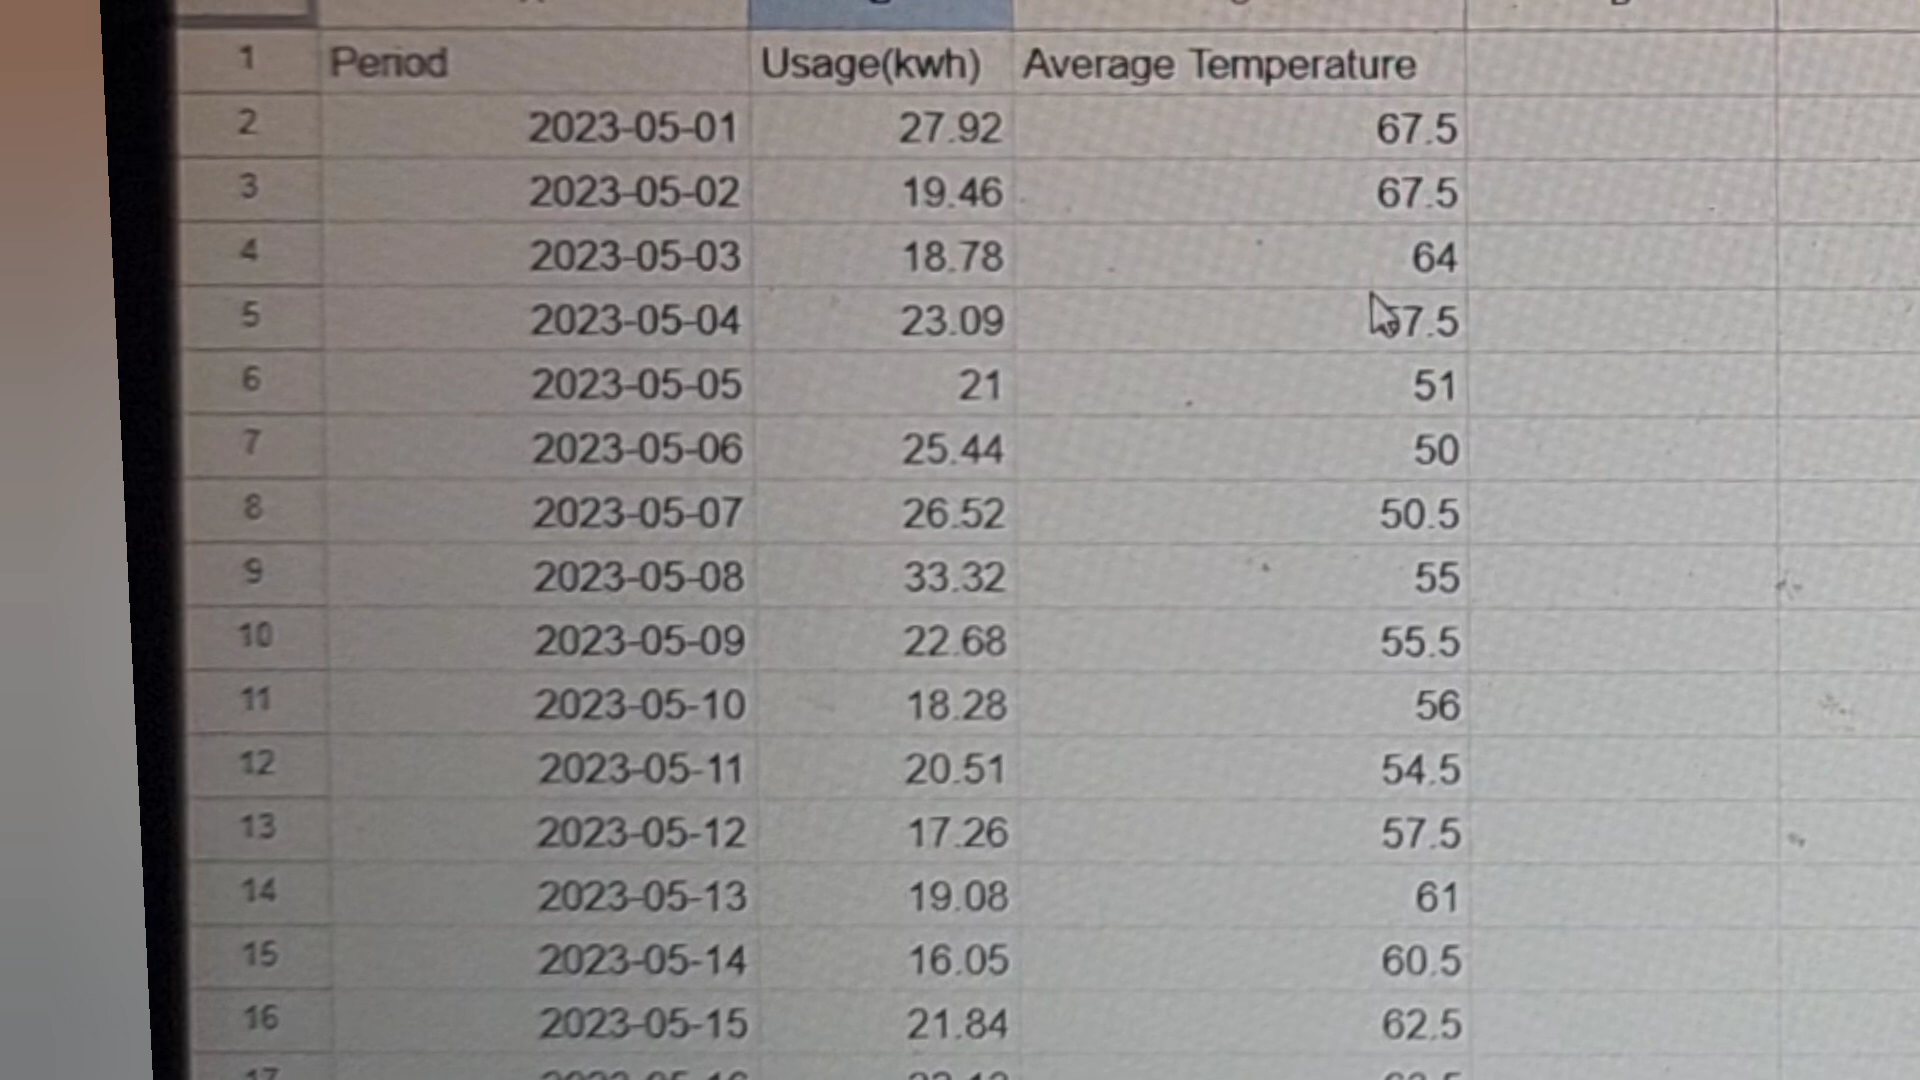 1 Period Usage(kwh) Average Temperature
2 2023-05-01 27.92 67.5
3 2023-05-02 19.46 67.5
4 2023-05-03 18.78 64
5 2023-05-04 23.09 7.5
6 2023-05-05 21 51
7 2023-05-06 25.44 50
8 2023-05-07 26.52 50.5
9 2023-05-08 33.32 55
10 2023-05-09 22.68 55.5
11 2023-05-10 18.28 56
12 2023-05-11 20.51 54.5
13 2023-05-12 17.26 57.5
14 2023-05-13 19.08 61
15 2023-05-14 16.05 60.5
16 2023-05-15 21.84 62.5